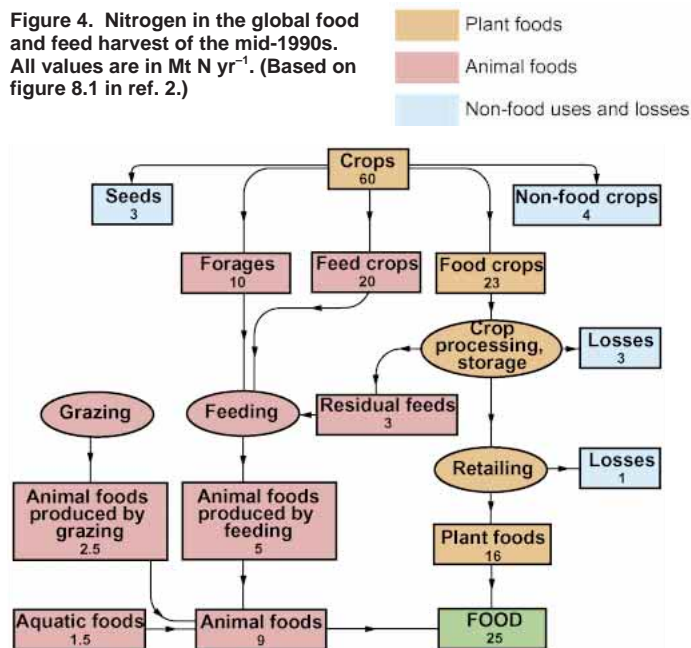 Figure 4. Nitrogen in the global food
and feed harvest of the mid-1990s.
All values are in Mt N yr⁻¹. (Based on
figure 8.1 in ref. 2.)
Plant foods
Animal foods
Non-food uses and losses
Crops
60
Seeds
3
Non-food crops
4
Forages
10
Feed crops
20
Food crops
23
Crop
processing,
storage
Losses
3
Grazing
Feeding
Residual feeds
3
Retailing
Losses
1
Animal foods
produced by
grazing
2.5
Animal foods
produced by
feeding
5
Plant foods
16
Aquatic foods
1.5
Animal foods
9
FOOD
25